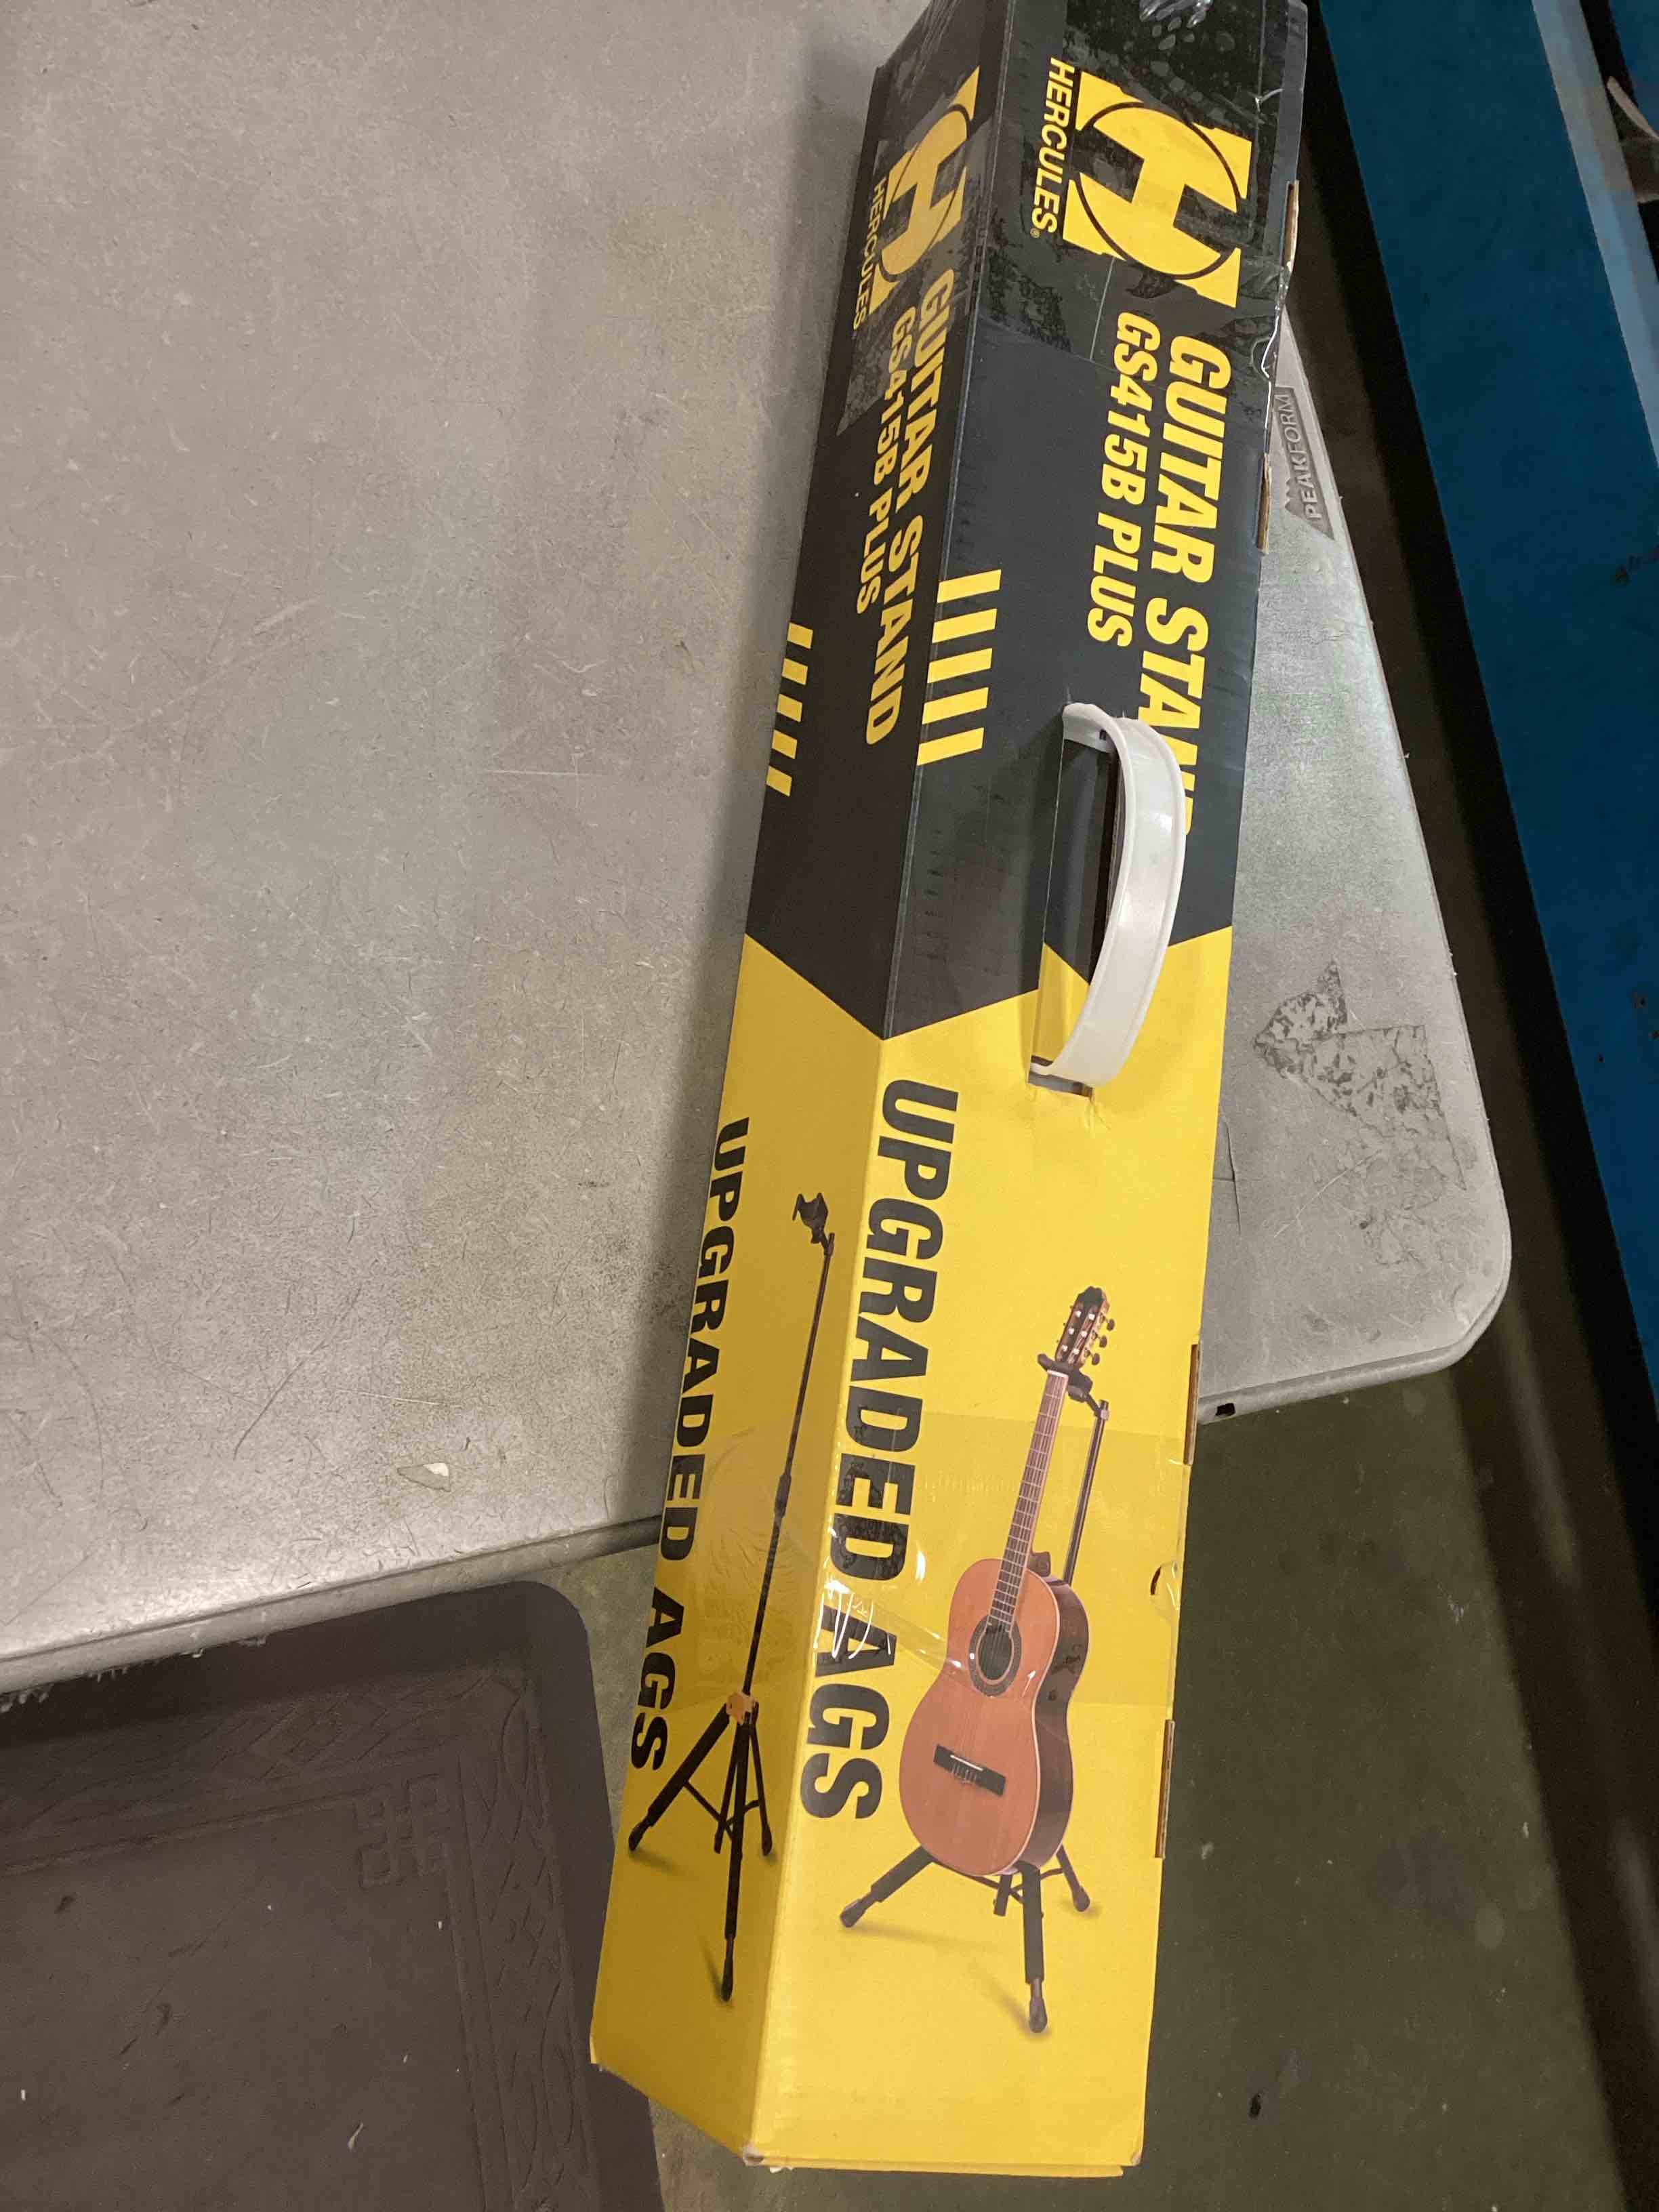 HERCULES®
GUITAR STAND
GS415B PLUS
UPGRADED AGS
HERCULES
GUITAR STAND
GS415B PLUS
UPGRADED AGS
PEAKFORM